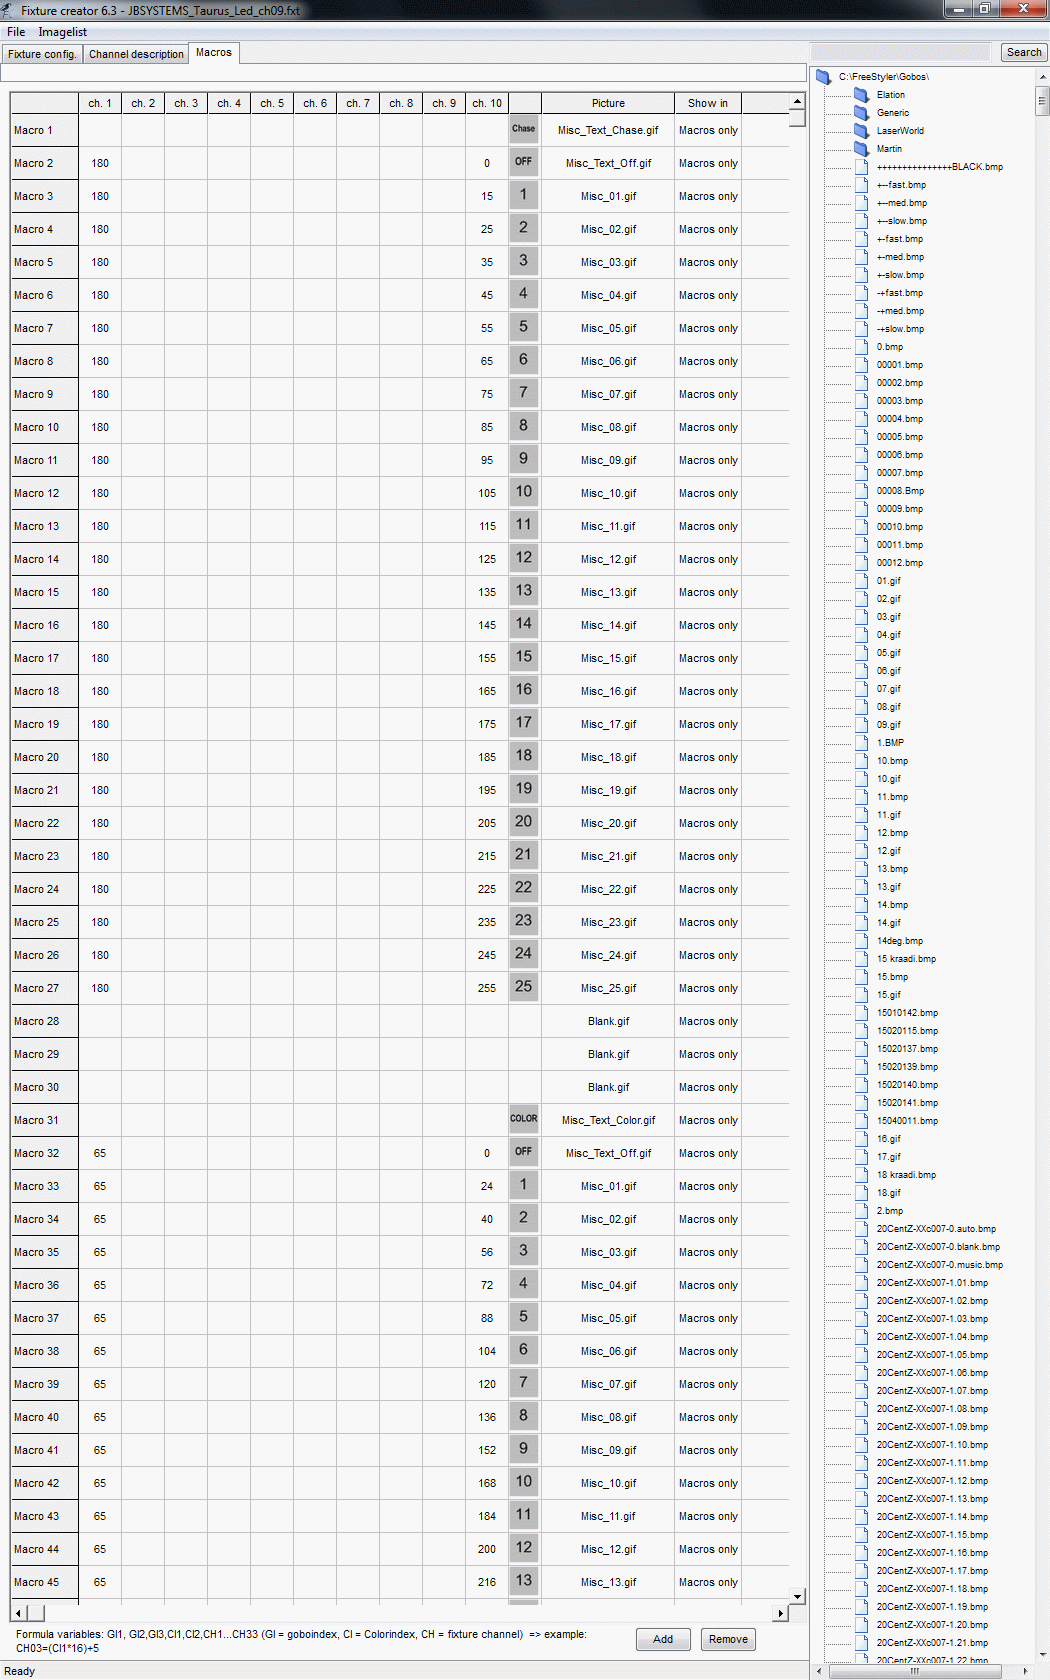 Fixture creator 6.3 - JBSYSTEMS_Taurus_Led_ch09.fxt
File Imagelist
Fixture config. Channel description Macros
Search
ch. 1 ch. 2 ch. 3 ch. 4 ch. 5 ch. 6 ch. 7 ch. 8 ch. 9 ch. 10 Picture Show in
Macro 1 Chase Misc_Text_Chase.gif Macros only
Macro 2 180 0 OFF Misc_Text_Off.gif Macros only
Macro 3 180 15 1 Misc_01.gif Macros only
Macro 4 180 25 2 Misc_02.gif Macros only
Macro 5 180 35 3 Misc_03.gif Macros only
Macro 6 180 45 4 Misc_04.gif Macros only
Macro 7 180 55 5 Misc_05.gif Macros only
Macro 8 180 65 6 Misc_06.gif Macros only
Macro 9 180 75 7 Misc_07.gif Macros only
Macro 10 180 85 8 Misc_08.gif Macros only
Macro 11 180 95 9 Misc_09.gif Macros only
Macro 12 180 105 10 Misc_10.gif Macros only
Macro 13 180 115 11 Misc_11.gif Macros only
Macro 14 180 125 12 Misc_12.gif Macros only
Macro 15 180 135 13 Misc_13.gif Macros only
Macro 16 180 145 14 Misc_14.gif Macros only
Macro 17 180 155 15 Misc_15.gif Macros only
Macro 18 180 165 16 Misc_16.gif Macros only
Macro 19 180 175 17 Misc_17.gif Macros only
Macro 20 180 185 18 Misc_18.gif Macros only
Macro 21 180 195 19 Misc_19.gif Macros only
Macro 22 180 205 20 Misc_20.gif Macros only
Macro 23 180 215 21 Misc_21.gif Macros only
Macro 24 180 225 22 Misc_22.gif Macros only
Macro 25 180 235 23 Misc_23.gif Macros only
Macro 26 180 245 24 Misc_24.gif Macros only
Macro 27 180 255 25 Misc_25.gif Macros only
Macro 28 Blank.gif Macros only
Macro 29 Blank.gif Macros only
Macro 30 Blank.gif Macros only
Macro 31 COLOR Misc_Text_Color.gif Macros only
Macro 32 65 0 OFF Misc_Text_Off.gif Macros only
Macro 33 65 24 1 Misc_01.gif Macros only
Macro 34 65 40 2 Misc_02.gif Macros only
Macro 35 65 56 3 Misc_03.gif Macros only
Macro 36 65 72 4 Misc_04.gif Macros only
Macro 37 65 88 5 Misc_05.gif Macros only
Macro 38 65 104 6 Misc_06.gif Macros only
Macro 39 65 120 7 Misc_07.gif Macros only
Macro 40 65 136 8 Misc_08.gif Macros only
Macro 41 65 152 9 Misc_09.gif Macros only
Macro 42 65 168 10 Misc_10.gif Macros only
Macro 43 65 184 11 Misc_11.gif Macros only
Macro 44 65 200 12 Misc_12.gif Macros only
Macro 45 65 216 13 Misc_13.gif Macros only
Formula variables: GI1, GI2,GI3,CI1,CI2,CH1...CH33 (GI = goboindex, CI = Colorindex, CH = fixture channel) => example:
CH03=(CI1*16)+5
Add Remove
Ready
C:\FreeStyler\Gobos\
Elation
Generic
LaserWorld
Martin
+++++++++++++++BLACK.bmp
+--fast.bmp
+--med.bmp
+--slow.bmp
+-fast.bmp
+-med.bmp
+-slow.bmp
-+fast.bmp
-+med.bmp
-+slow.bmp
0.bmp
00001.bmp
00002.bmp
00003.bmp
00004.bmp
00005.bmp
00006.bmp
00007.bmp
00008.Bmp
00009.bmp
00010.bmp
00011.bmp
00012.bmp
01.gif
02.gif
03.gif
04.gif
05.gif
06.gif
07.gif
08.gif
09.gif
1.BMP
10.bmp
10.gif
11.bmp
11.gif
12.bmp
12.gif
13.bmp
13.gif
14.bmp
14.gif
14deg.bmp
15 kraadi.bmp
15.bmp
15.gif
15010142.bmp
15020115.bmp
15020137.bmp
15020139.bmp
15020140.bmp
15020141.bmp
15040011.bmp
16.gif
17.gif
18 kraadi.bmp
18.gif
2.bmp
20CentZ-XXc007-0.auto.bmp
20CentZ-XXc007-0.blank.bmp
20CentZ-XXc007-0.music.bmp
20CentZ-XXc007-1.01.bmp
20CentZ-XXc007-1.02.bmp
20CentZ-XXc007-1.03.bmp
20CentZ-XXc007-1.04.bmp
20CentZ-XXc007-1.05.bmp
20CentZ-XXc007-1.06.bmp
20CentZ-XXc007-1.07.bmp
20CentZ-XXc007-1.08.bmp
20CentZ-XXc007-1.09.bmp
20CentZ-XXc007-1.10.bmp
20CentZ-XXc007-1.11.bmp
20CentZ-XXc007-1.12.bmp
20CentZ-XXc007-1.13.bmp
20CentZ-XXc007-1.14.bmp
20CentZ-XXc007-1.15.bmp
20CentZ-XXc007-1.16.bmp
20CentZ-XXc007-1.17.bmp
20CentZ-XXc007-1.18.bmp
20CentZ-XXc007-1.19.bmp
20CentZ-XXc007-1.20.bmp
20CentZ-XXc007-1.21.bmp
20CentZ-XXc007-1.22.bmp